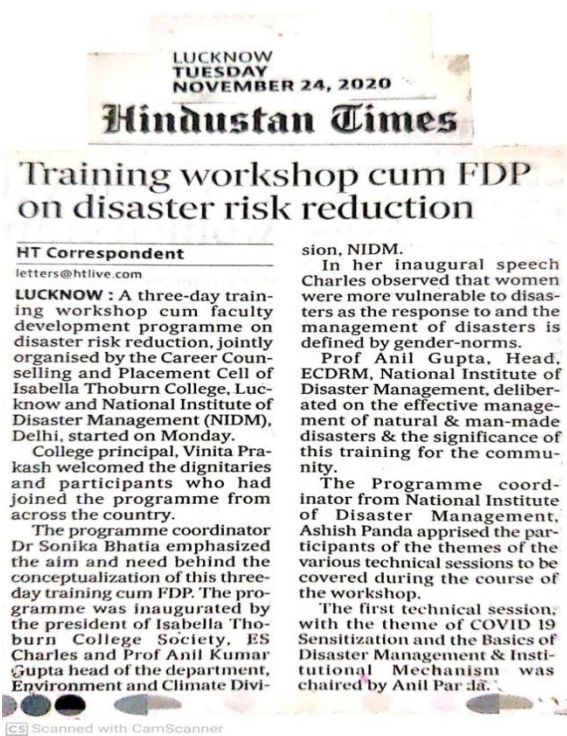 LUCKNOW
TUESDAY
NOVEMBER 24, 2020
Hindustan Times
Training workshop cum FDP
on disaster risk reduction
HT Correspondent
letters@htlive.com
LUCKNOW : A three-day train-
ing workshop cum faculty
development programme on
disaster risk reduction, jointly
organised by the Career Coun-
selling and Placement Cell of
Isabella Thoburn College, Luc-
know and National Institute of
Disaster Management (NIDM),
Delhi, started on Monday.
College principal, Vinita Pra-
kash welcomed the dignitaries
and participants who had
joined the programme from
across the country.
The programme coordinator
Dr Sonika Bhatia emphasized
the aim and need behind the
conceptualization of this three-
day training cum FDP. The pro-
gramme was inaugurated by
the president of Isabella Tho-
burn College Society, ES
Charles and Prof Anil Kumar
Gupta head of the department,
Environment and Climate Divi-
sion, NIDM.
In her inaugural speech
Charles observed that women
were more vulnerable to disas-
ters as the response to and the
management of disasters is
defined by gender-norms.
Prof Anil Gupta, Head,
ECDRM, National Institute of
Disaster Management, deliber-
ated on the effective manage-
ment of natural & man-made
disasters & the significance of
this training for the commu-
nity.
The Programme coord-
inator from National Institute
of Disaster Management,
Ashish Panda apprised the par-
ticipants of the themes of the
various technical sessions to be
covered during the course of
the workshop.
The first technical session,
with the theme of COVID 19
Sensitization and the Basics of
Disaster Management & Insti-
tutional Mechanism was
chaired by Anil
CS Scanned with CamScanner